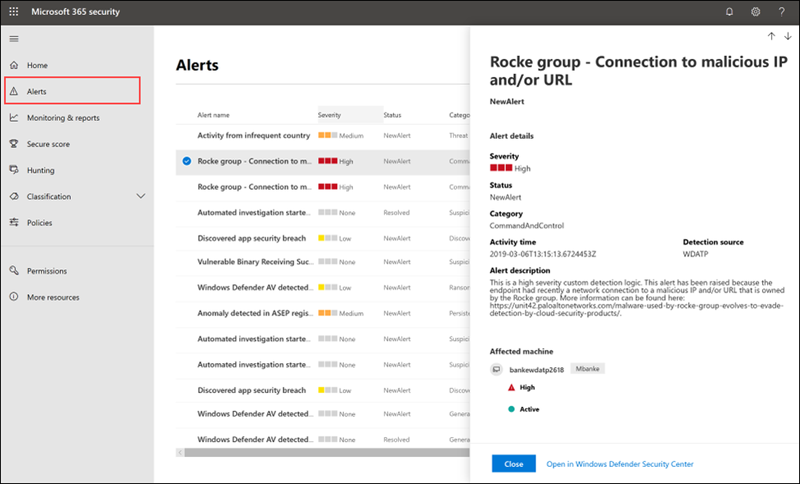 Microsoft 365 security
Home
Alerts
Monitoring & reports
Secure score
Hunting
Classification
Policies
Permissions
More resources
Alerts
Alert name Severity Status Catego
Activity from infrequent country Medium NewAlert Threat
Rocke group - Connection to m... High NewAlert Comma
Rocke group - Connection to m... High NewAlert Comma
Automated investigation starte... None Resolved Suspici
Discovered app security breach Low NewAlert Comma
Vulnerable Binary Receiving Suc... None NewAlert Genera
Windows Defender AV detected... Low NewAlert Ransom
Anomaly detected in ASEP regis... Medium NewAlert Persiste
Automated investigation starte... None NewAlert Suspici
Automated investigation starte... None NewAlert Suspici
Discovered app security breach Low NewAlert Comma
Windows Defender AV detected... None NewAlert Genera
Windows Defender AV detected... None Resolved Genera
Rocke group - Connection to malicious IP
and/or URL
NewAlert
Alert details
Severity
High
Status
NewAlert
Category
CommandAndControl
Activity time Detection source
2019-03-06T13:15:13.6724453Z WDATP
Alert description
This is a high severity custom detection logic. This alert has been raised because the
endpoint had recently a network connection to a malicious IP and/or URL that is owned
by the Rocke group. More information can be found here:
https://unit42.paloaltonetworks.com/malware-used-by-rocke-group-evolves-to-evade-
detection-by-cloud-security-products/.
Affected machine
bankewdatp2618 Mbanke
High
Active
Close Open in Windows Defender Security Center